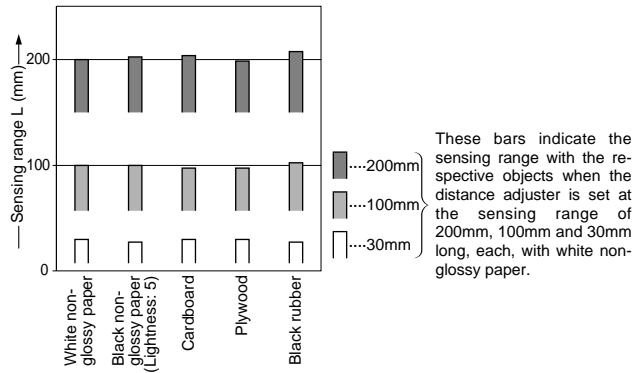 Sensing range L (mm)
200
100
0
White non-
glossy paper
Black non-
glossy paper
(Lightness: 5)
Cardboard
Plywood
Black rubber
····200mm
····100mm
····30mm
These bars indicate the
sensing range with the re-
spective objects when the
distance adjuster is set at
the sensing range of
200mm, 100mm and 30mm
long, each, with white non-
glossy paper.